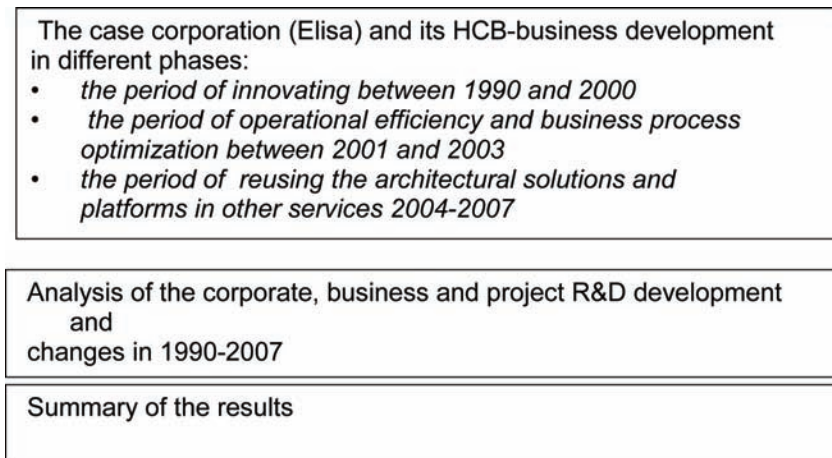 The case corporation (Elisa) and its HCB-business development
in different phases:
• the period of innovating between 1990 and 2000
• the period of operational efficiency and business process
optimization between 2001 and 2003
• the period of reusing the architectural solutions and
platforms in other services 2004-2007
Analysis of the corporate, business and project R&D development
and
changes in 1990-2007
Summary of the results